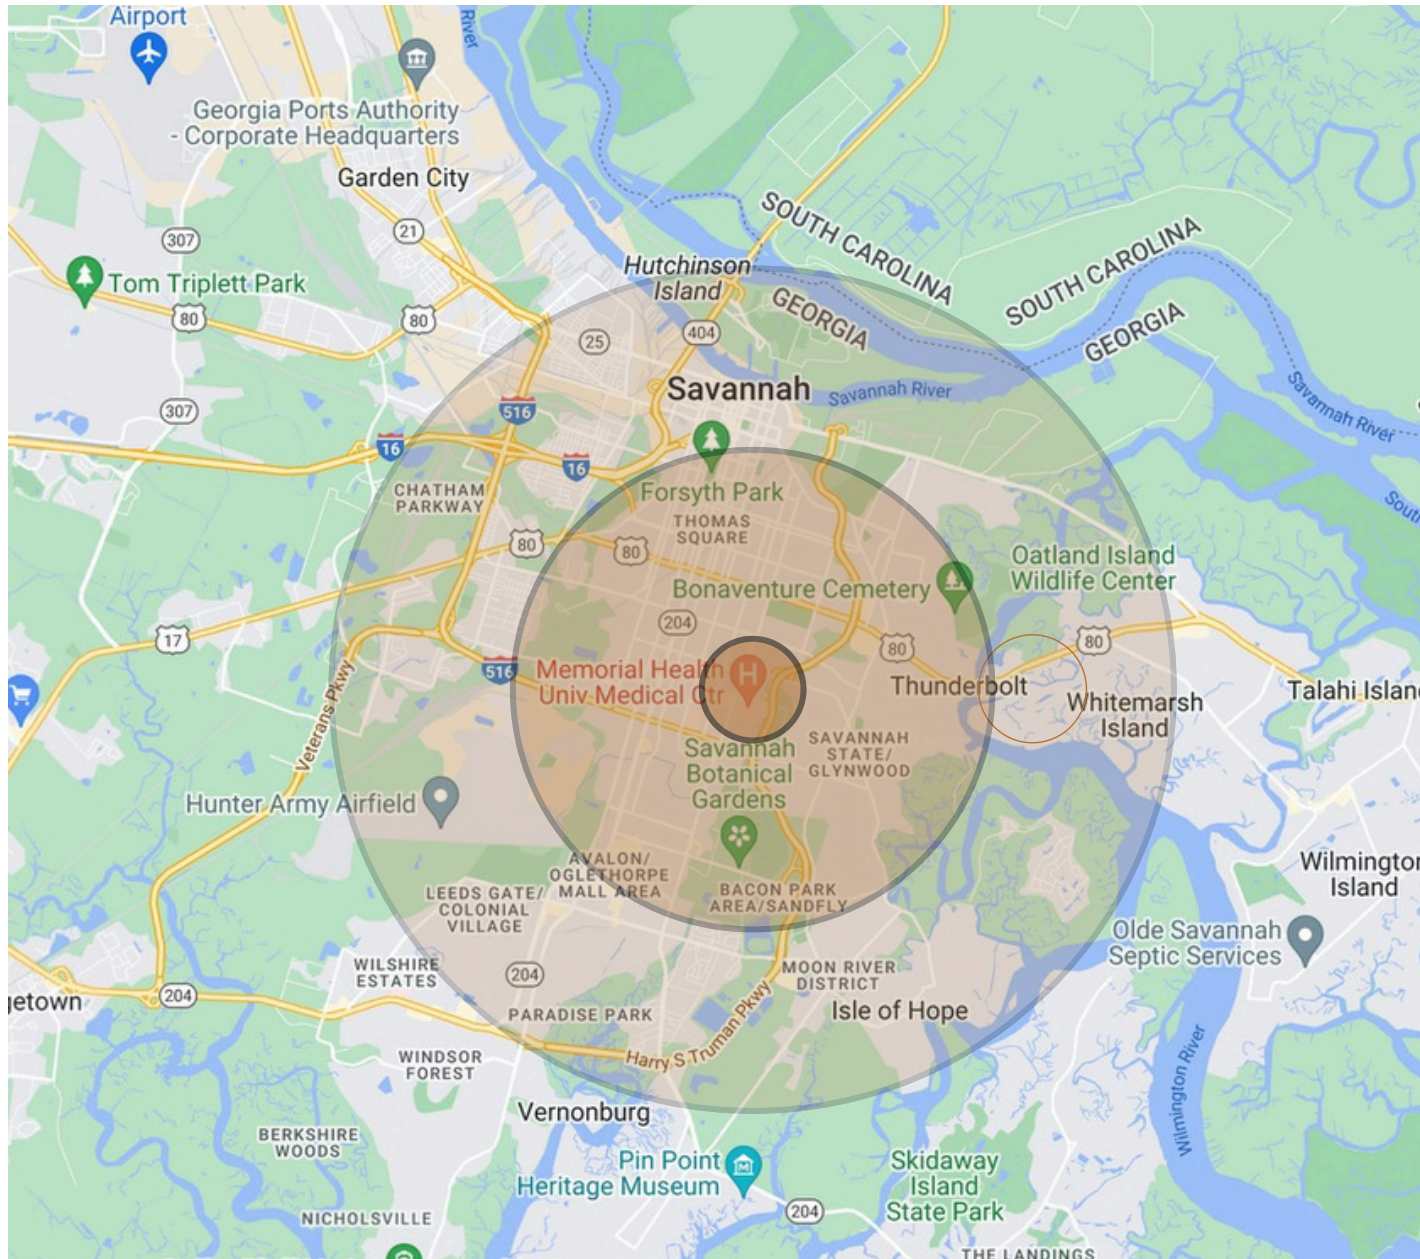 Airport
River
Georgia Ports Authority
- Corporate Headquarters
Garden City
21
307
Tom Triplett Park
80
80
SOUTH CAROLINA
SOUTH CAROLINA
Hutchinson
Island
GEORGIA
GEORGIA
25
404
Savannah
Savannah River
Savannah River
307
516
16
16
Forsyth Park
CHATHAM
PARKWAY
THOMAS
SQUARE
80
80
Oatland Island
Wildlife Center
Bonaventure Cemetery
204
17
80
80
516
Memorial Health
Univ Medical Ctr
H
Thunderbolt
Whitemarsh
Island
Veterans Pkwy
SAVANNAH
STATE/
GLYNWOOD
Savannah
Botanical
Gardens
Hunter Army Airfield
AVALON/
OGLETHORPE
MALL AREA
LEEDS GATE/
COLONIAL
VILLAGE
BACON PARK
AREA/SANDFLY
Island
Olde Savannah
Septic Services
WILSHIRE
ESTATES
204
MOON RIVER
DISTRICT
getown
204
PARADISE PARK
Isle of Hope
Harry S Truman Pkwy
WINDSOR
FOREST
Wilmington River
Vernonburg
BERKSHIRE
WOODS
Pin Point
Heritage Museum
Skidaway
Island
State Park
NICHOLSVILLE
204
THE LANDINGS